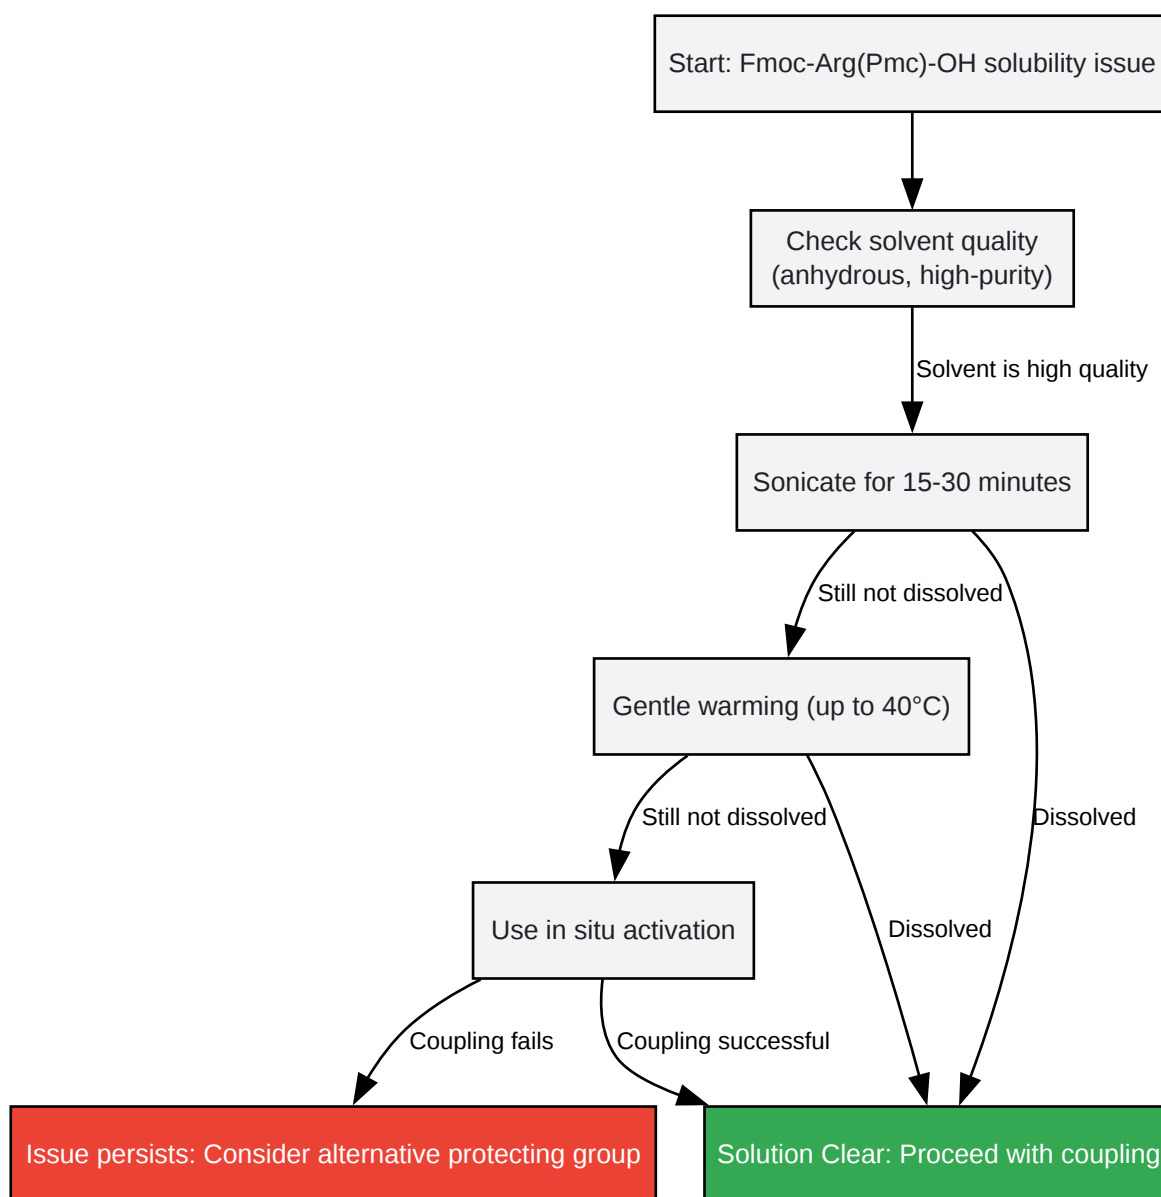 Start: Fmoc-Arg(Pmc)-OH solubility issue
Check solvent quality
(anhydrous, high-purity)
Solvent is high quality
Sonicate for 15-30 minutes
Still not dissolved
Gentle warming (up to 40°C)
Still not dissolved
Dissolved
Use in situ activation
Dissolved
Coupling fails
Coupling successful
Issue persists: Consider alternative protecting group
Solution Clear: Proceed with coupling